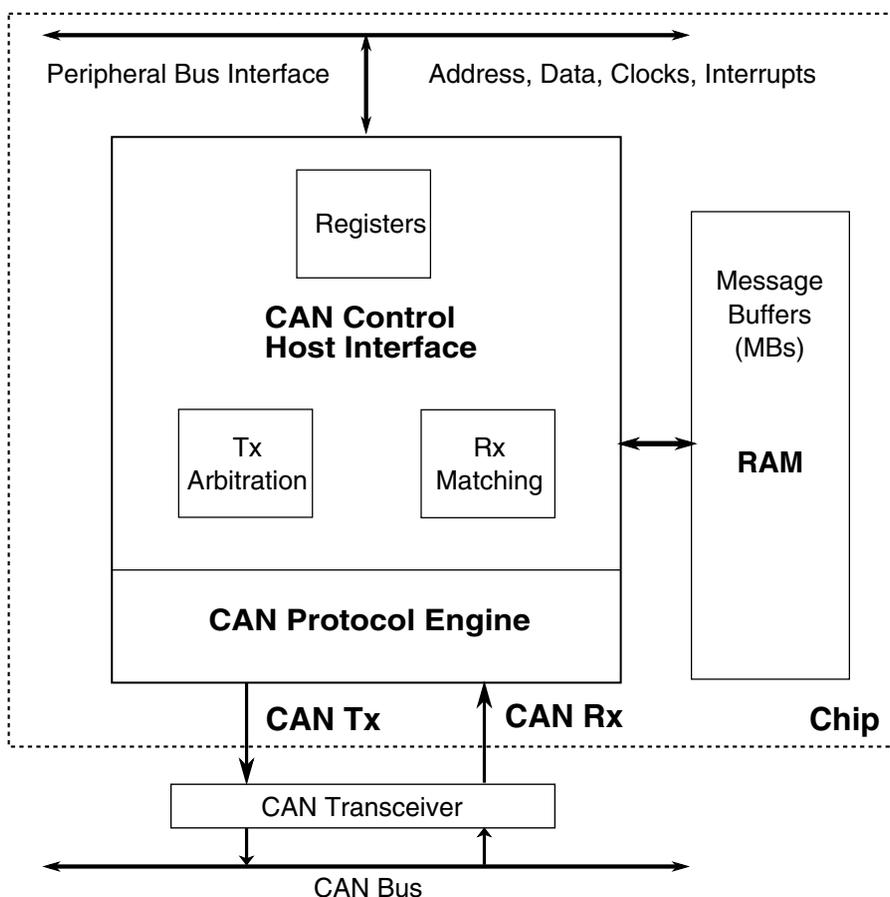 Peripheral Bus Interface
Address, Data, Clocks, Interrupts
Registers
CAN Control
Host Interface
Tx
Arbitration
Rx
Matching
Message
Buffers
(MBs)
RAM
CAN Protocol Engine
CAN Tx
CAN Rx
Chip
CAN Transceiver
CAN Bus